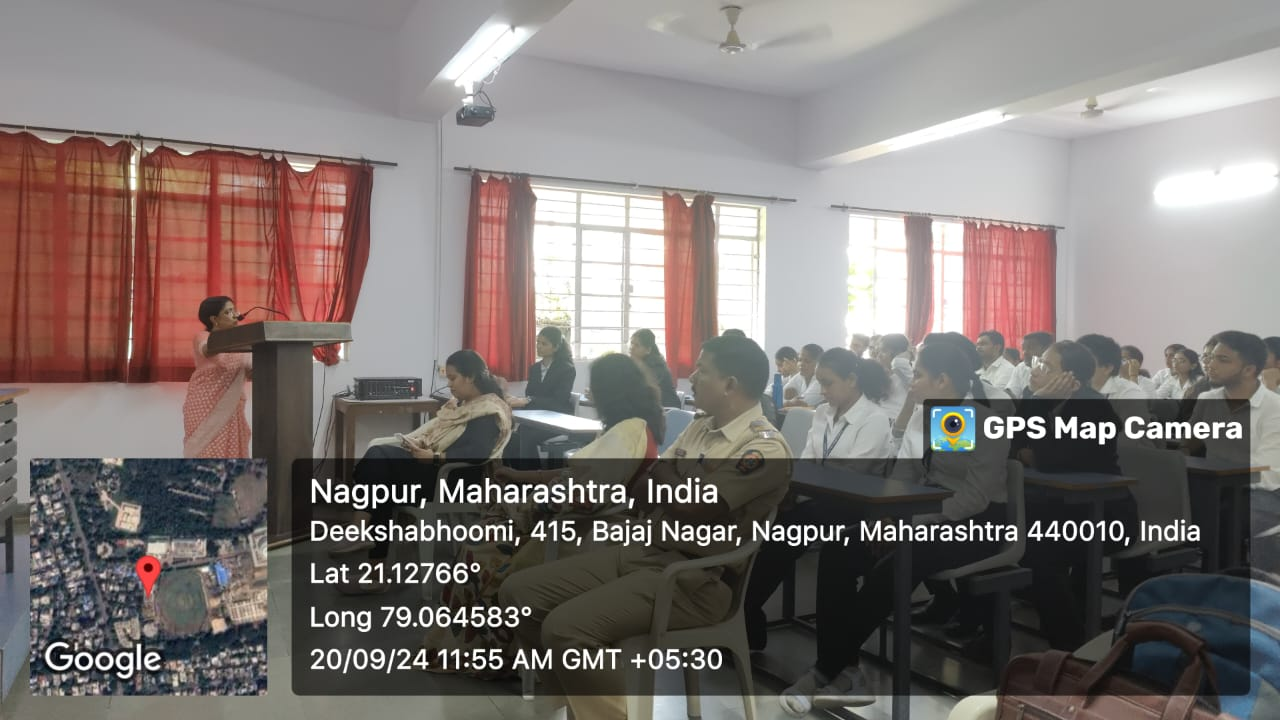 GPS Map Camera
Nagpur, Maharashtra, India
Deekshabhoomi, 415, Bajaj Nagar, Nagpur, Maharashtra 440010, India
Lat 21.12766°
Long 79.064583°
20/09/24 11:55 AM GMT +05:30
Google